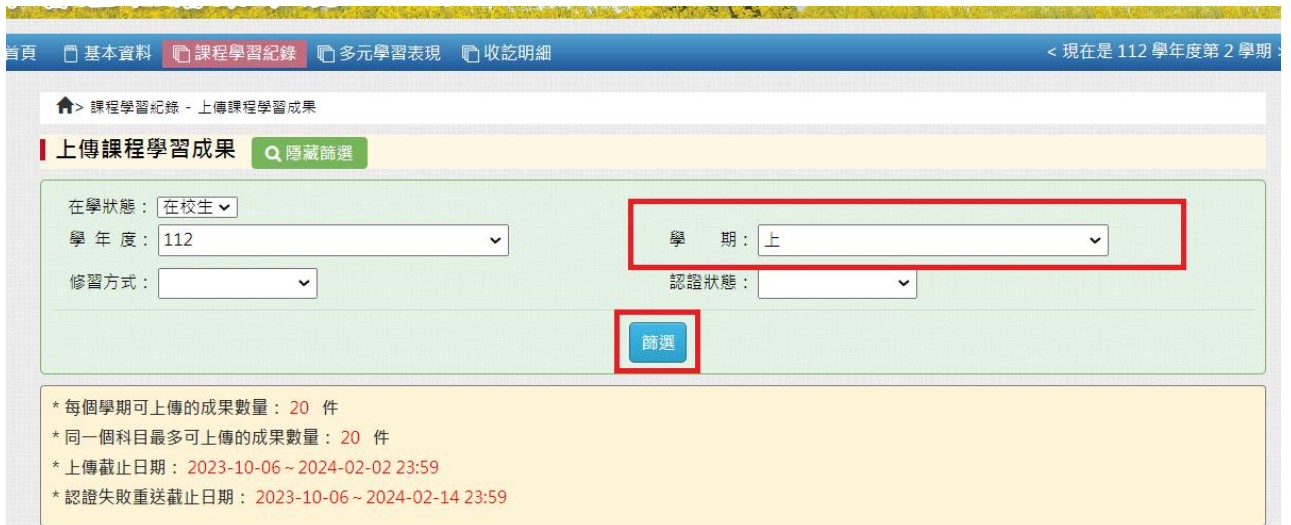 首頁 基本資料 課程學習紀錄 多元學習表現 收訖明細 < 現在是 112 學年度第 2 學期 >
> 課程學習紀錄 - 上傳課程學習成果
上傳課程學習成果 隱藏篩選
在學狀態： 在校生
學 年 度： 112 學 期： 上
修習方式： 認證狀態：
篩選
* 每個學期可上傳的成果數量： 20 件
* 同一個科目最多可上傳的成果數量： 20 件
* 上傳截止日期： 2023-10-06 ~ 2024-02-02 23:59
* 認證失敗重送截止日期： 2023-10-06 ~ 2024-02-14 23:59